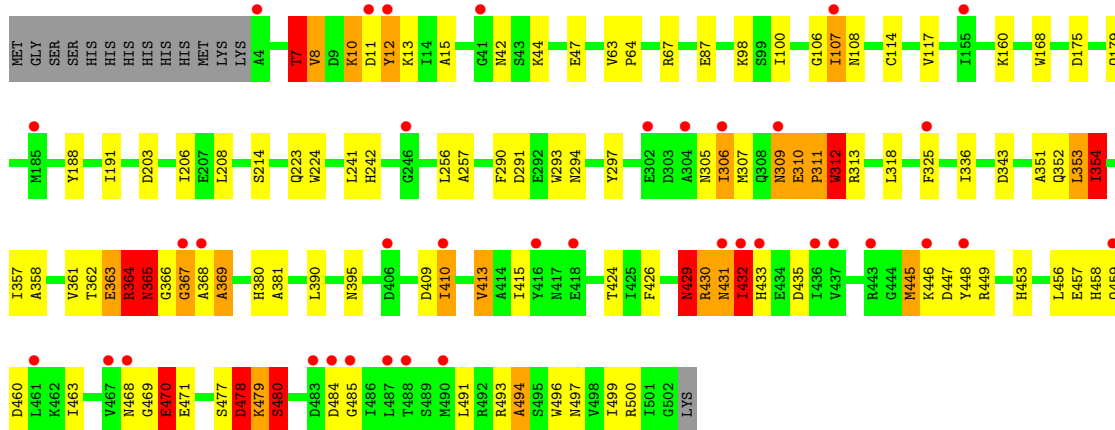 MET GLY SER SER HIS HIS HIS HIS HIS HIS MET LYS LYS A4 T7 V8 D9 K10 D11 Y12 K13 I14 A15 G41 N42 S43 K44 E47 V63 P64 R67 E87 K98 S99 I100 G106 I107 N108 C114 V117 I155 K160 W168 D175
M185 Y188 I191 D203 I206 E207 L208 S214 Q223 W224 L241 H242 G246 L256 A257 F290 D291 E292 W293 N294 Y297 E302 D303 A304 N305 I306 M307 Q308 N309 E310 P311 W312 R313 L318 F325 I336 D343 A351 Q352 L353 I354
I357 A358 V361 T362 E363 R364 N365 G366 G367 A368 A369 H380 A381 L390 N395 D406 D409 I410 V413 A414 I415 Y416 N417 E418 T424 I425 F426 N429 R430 N431 I432 H433 E434 D435 I436 V437 R443 G444 M445 K446 D447 Y448 R449 H453 L456 E457 H458
D460 L461 K462 I463 V467 N468 G469 E470 E471 S477 D478 K479 S480 D483 D484 G485 I486 L487 T488 S489 M490 L491 R492 R493 A494 S495 W496 N497 V498 I499 R500 I501 G502 LYS